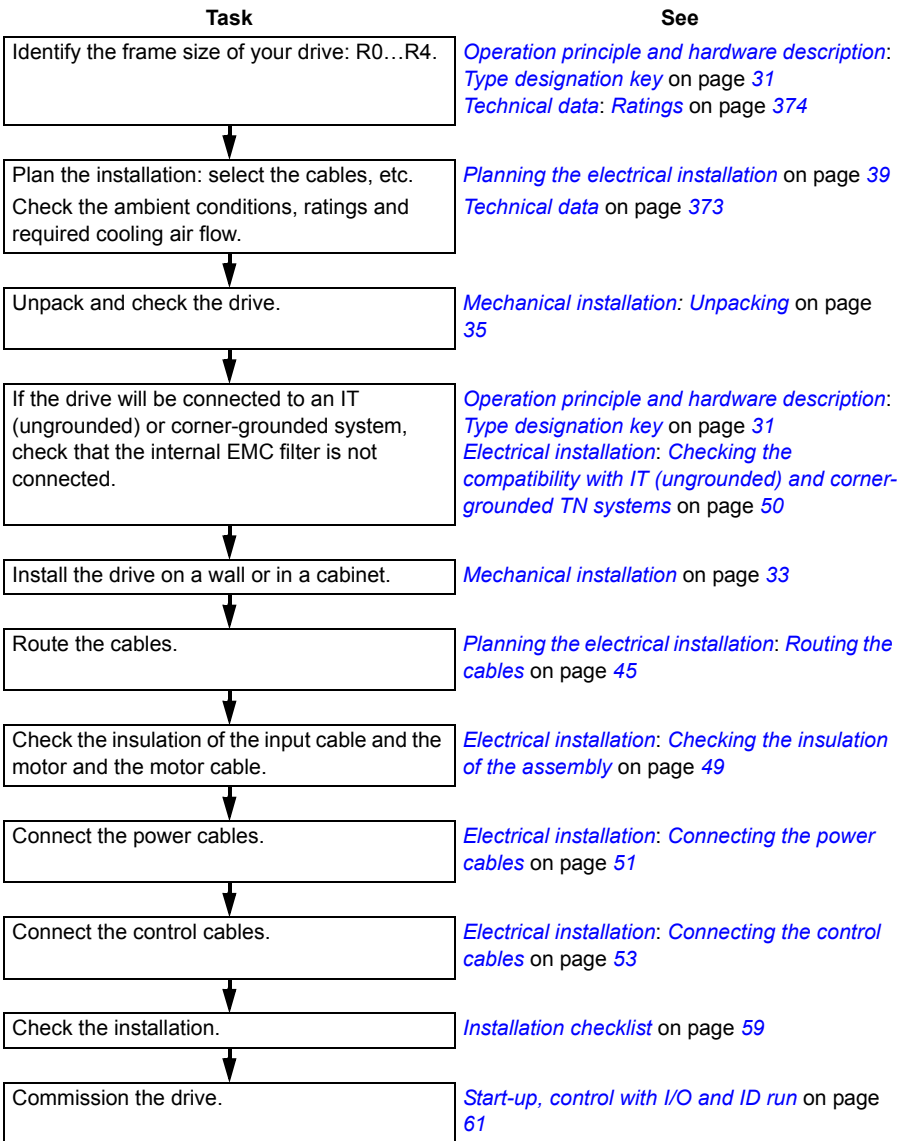 Task
See
Identify the frame size of your drive: R0…R4.
Operation principle and hardware description:
Type designation key on page 31
Technical data: Ratings on page 374
Plan the installation: select the cables, etc.
Check the ambient conditions, ratings and
required cooling air flow.
Planning the electrical installation on page 39
Technical data on page 373
Unpack and check the drive.
Mechanical installation: Unpacking on page
35
If the drive will be connected to an IT
(ungrounded) or corner-grounded system,
check that the internal EMC filter is not
connected.
Operation principle and hardware description:
Type designation key on page 31
Electrical installation: Checking the
compatibility with IT (ungrounded) and corner-
grounded TN systems on page 50
Install the drive on a wall or in a cabinet.
Mechanical installation on page 33
Route the cables.
Planning the electrical installation: Routing the
cables on page 45
Check the insulation of the input cable and the
motor and the motor cable.
Electrical installation: Checking the insulation
of the assembly on page 49
Connect the power cables.
Electrical installation: Connecting the power
cables on page 51
Connect the control cables.
Electrical installation: Connecting the control
cables on page 53
Check the installation.
Installation checklist on page 59
Commission the drive.
Start-up, control with I/O and ID run on page
61